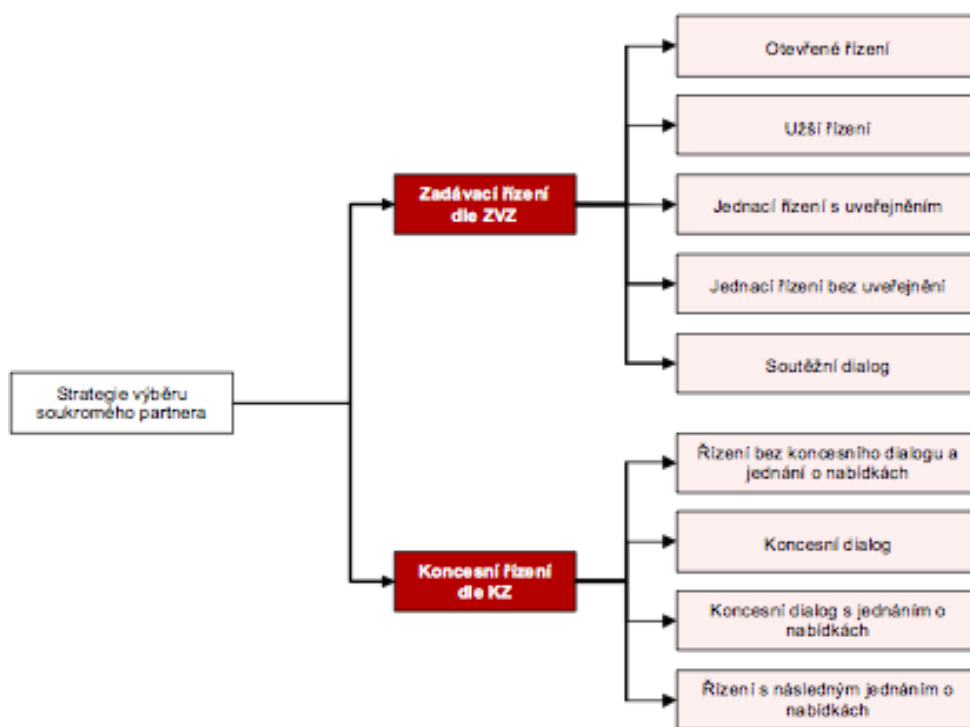 Strategie výběru
soukromého partnera
Zadávací řízení
dle ZVZ
Otevřené řízení
Užší řízení
Jednací řízení s uveřejněním
Jednací řízení bez uveřejnění
Soutěžní dialog
Koncesní řízení
dle KZ
Řízení bez koncesního dialogu a
jednání o nabídkách
Koncesní dialog
Koncesní dialog s jednáním o
nabídkách
Řízení s následným jednáním o
nabídkách